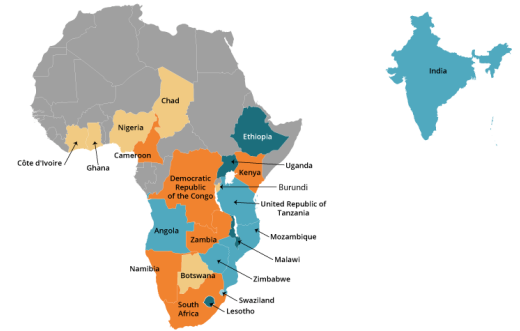 India
Chad
Nigeria
Ethiopia
Côte d'Ivoire
Ghana
Cameroon
Uganda
Kenya
Democratic
Republic
of the Congo
Burundi
United Republic of
Tanzania
Angola
Zambia
Mozambique
Malawi
Namibia
Botswana
Zimbabwe
Swaziland
South
Africa
Lesotho